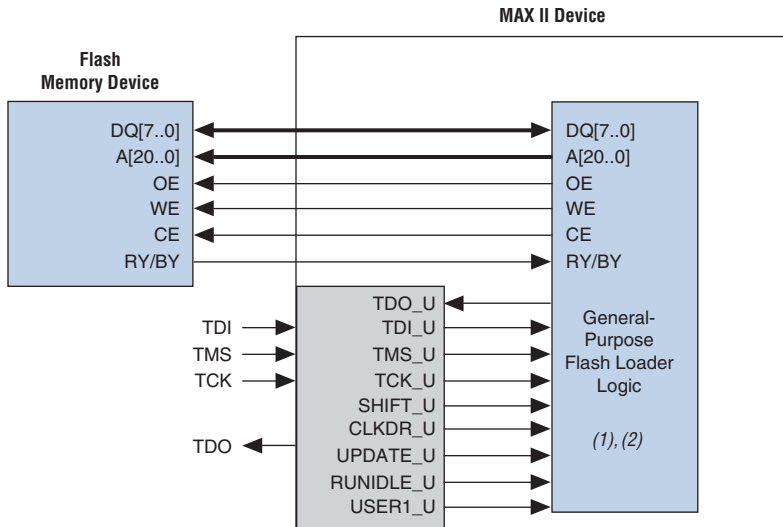 MAX II Device
Flash
Memory Device
DQ[7..0]
A[20..0]
OE
WE
CE
RY/BY
DQ[7..0]
A[20..0]
OE
WE
CE
RY/BY
TDI
TMS
TCK
TDO
TDO_U
TDI_U
TMS_U
TCK_U
SHIFT_U
CLKDR_U
UPDATE_U
RUNIDLE_U
USER1_U
General-
Purpose
Flash Loader
Logic
(1), (2)